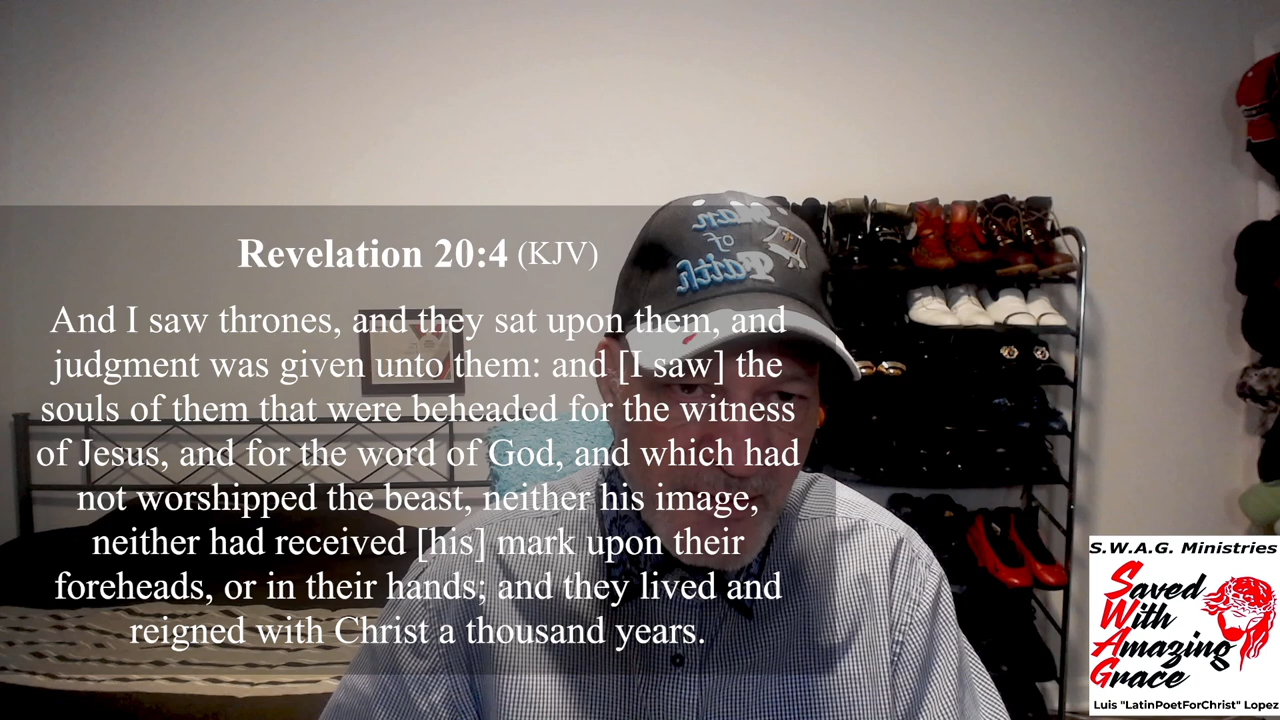 Man
of
Faith
Revelation 20:4 (KJV)
And I saw thrones, and they sat upon them, and
judgment was given unto them: and [I saw] the
souls of them that were beheaded for the witness
of Jesus, and for the word of God, and which had
not worshipped the beast, neither his image,
neither had received [his] mark upon their
foreheads, or in their hands; and they lived and
reigned with Christ a thousand years.
S.W.A.G. Ministries
Saved
With
Amazing
Grace
Luis "LatinPoetForChrist" Lopez